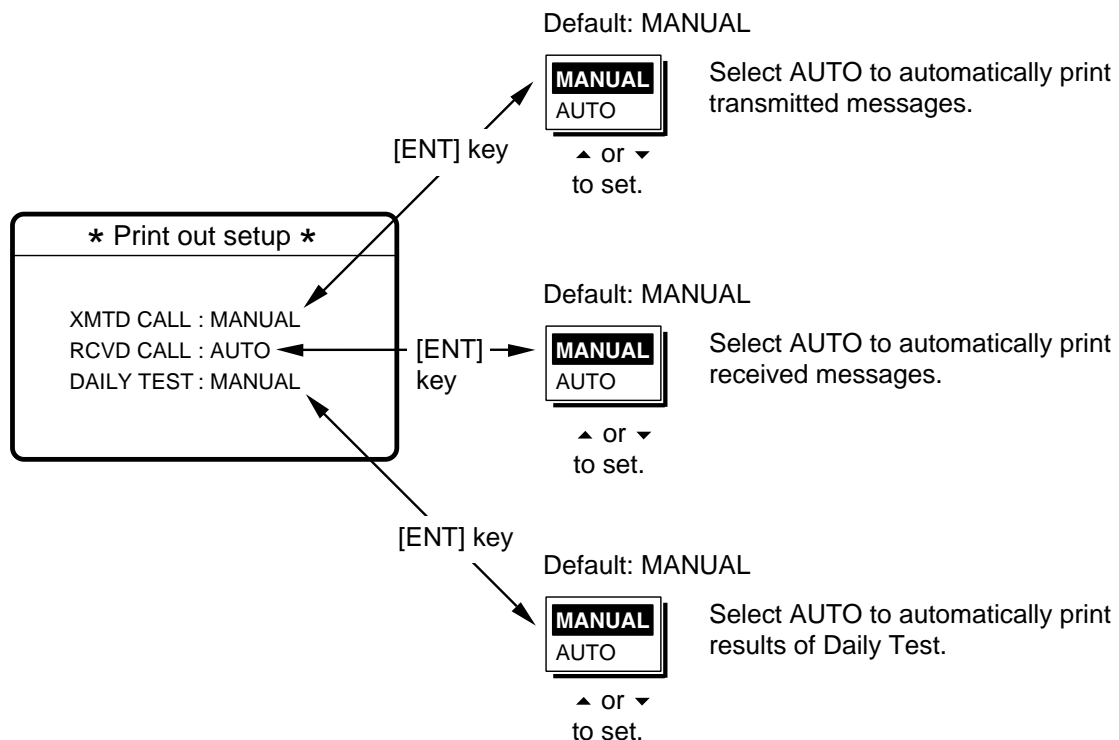 Default: MANUAL
MANUAL
AUTO
Select AUTO to automatically print
transmitted messages.
▲ or ▼
to set.
[ENT] key
* Print out setup *
XMTD CALL : MANUAL
RCVD CALL : AUTO
DAILY TEST : MANUAL
[ENT]
key
Default: MANUAL
MANUAL
AUTO
Select AUTO to automatically print
received messages.
▲ or ▼
to set.
[ENT] key
Default: MANUAL
MANUAL
AUTO
Select AUTO to automatically print
results of Daily Test.
▲ or ▼
to set.